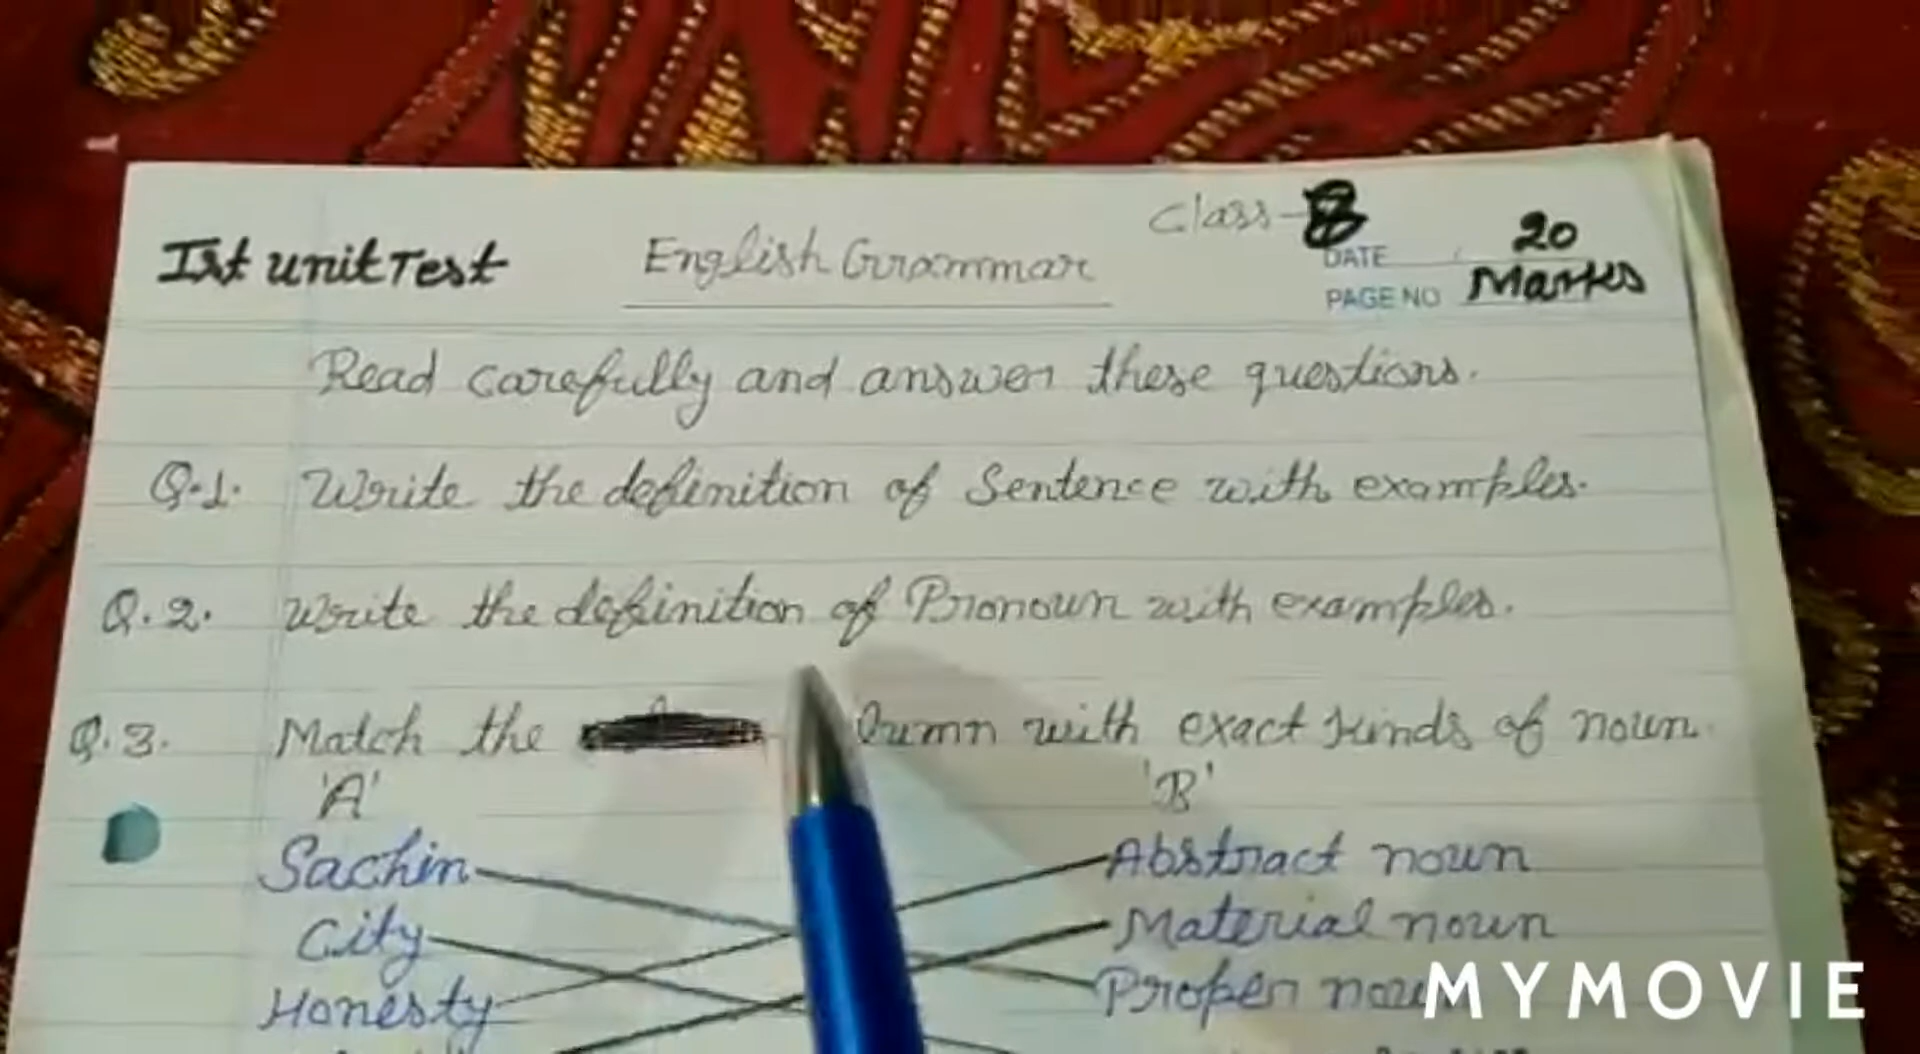 Class-8
Ist unit Test English Grammar 20 Marks
DATE
PAGE NO
Read carefully and answer these questions.
Q.1. Write the definition of Sentence with examples.
Q.2. Write the definition of Pronoun with examples.
Q.3. Match the with exact kinds of noun.
'A' 'B'
Sachin Abstract noun
City Material noun
Honesty Proper noun
MYMOVIE